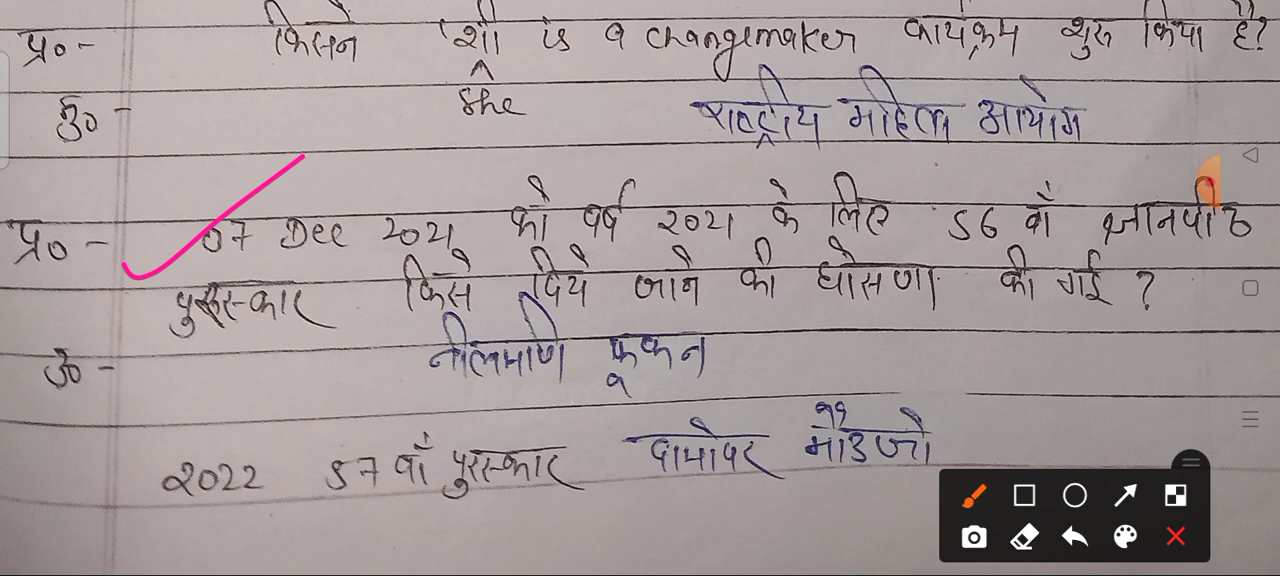 प्र०- किसने 'शी is a changemaker कार्यक्रम शुरू किया है?
She
उ०- राष्ट्रीय महिला आयोग
प्र०- 07 Dec 2021 को वर्ष 2021 के लिए 56 वाँ ज्ञानपीठ
पुरस्कार किसे दिये जाने की घोसणा की गई ?
उ०- नीलमणि फूकन
2022 57 वाँ पुरस्कार दामोदर मौउजो